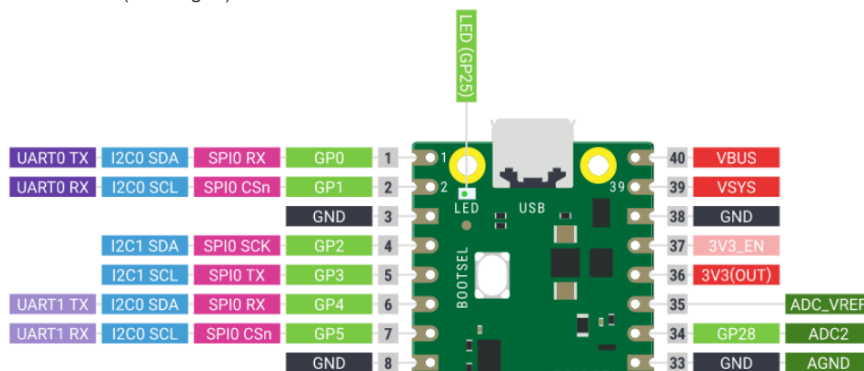 LED (GP25)
UART0 TX I2C0 SDA SPI0 RX GP0 1 1 40 VBUS
UART0 RX I2C0 SCL SPI0 CSn GP1 2 2 39 39 VSYS
GND 3 LED USB 38 GND
I2C1 SDA SPI0 SCK GP2 4 37 3V3_EN
I2C1 SCL SPI0 TX GP3 5 BOOTSEL 36 3V3(OUT)
UART1 TX I2C0 SDA SPI0 RX GP4 6 35 ADC_VREF
UART1 RX I2C0 SCL SPI0 CSn GP5 7 34 GP28 ADC2
GND 8 33 GND AGND